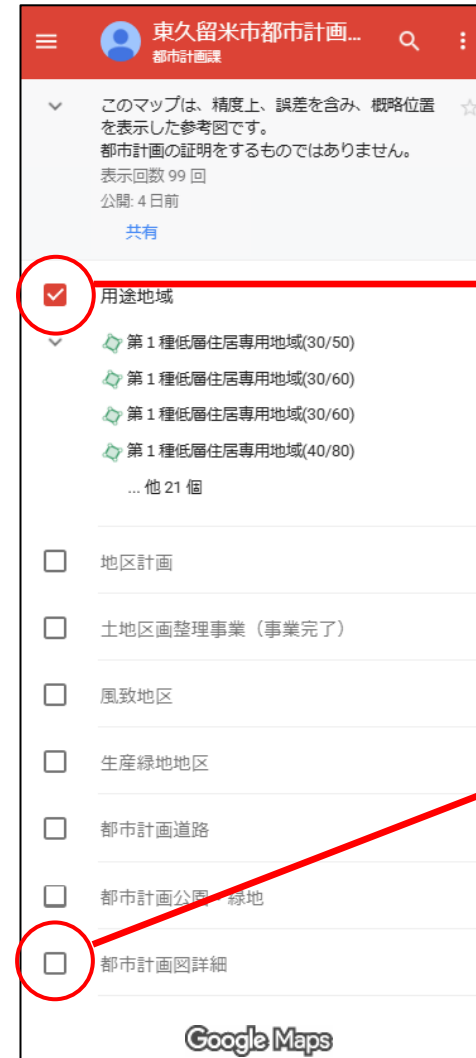 東久留米市都市計画...
都市計画課
このマップは、精度上、誤差を含み、概略位置
を表示した参考図です。
都市計画の証明をするものではありません。
表示回数 99 回
公開: 4 日前
共有
用途地域
第1種低層住居専用地域(30/50)
第1種低層住居専用地域(30/60)
第1種低層住居専用地域(30/60)
第1種低層住居専用地域(40/80)
... 他 21 個
地区計画
土地区画整理事業（事業完了）
風致地区
生産緑地地区
都市計画道路
都市計画公園・緑地
都市計画図詳細
Google Maps